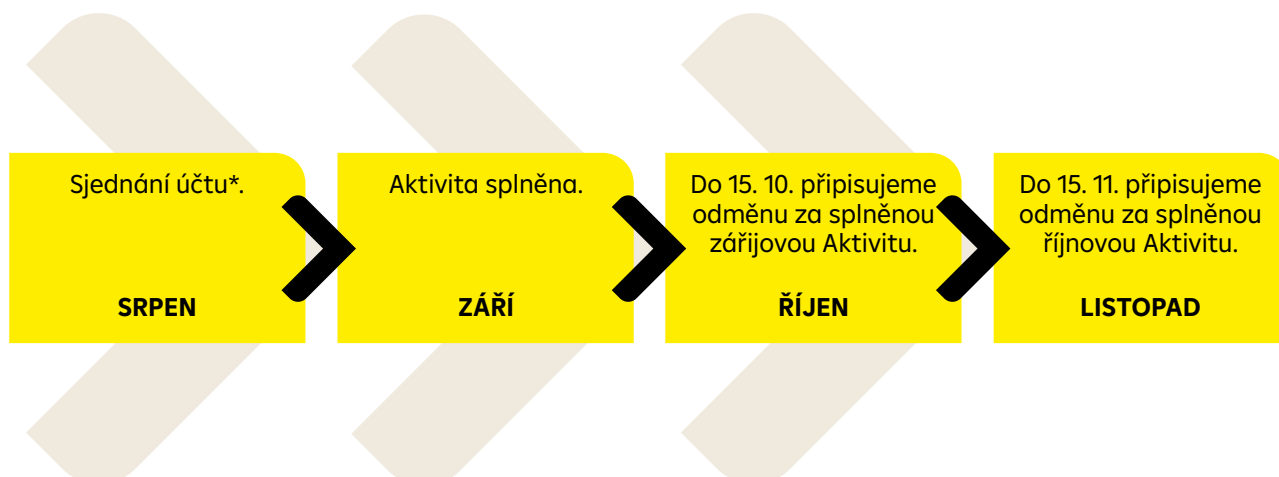 Sjednání účtu*.
SRPEN
Aktivita splněna.
ZÁŘÍ
Do 15. 10. připisujeme
odměnu za splněnou
zářijovou Aktivitu.
ŘÍJEN
Do 15. 11. připisujeme
odměnu za splněnou
říjnovou Aktivitu.
LISTOPAD